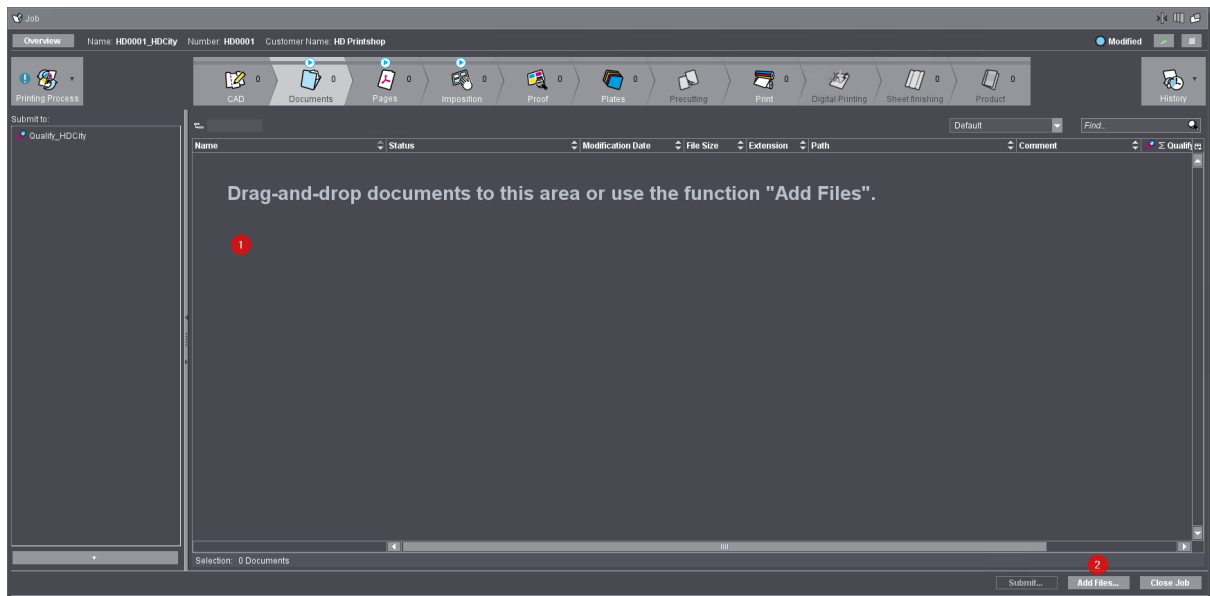 Job
Overview Name: HD0001_HDCity Number: HD0001 Customer Name: HD Printshop Modified
Printing Process
0 0 0 0 0 0 0 0 0
CAD Documents Pages Imposition Proof Plates Precutting Print Digital Printing Sheet finishing Product History
Submit to:
Qualify_HDCity
Default Find...
Name Status Modification Date File Size Extension Path Comment Σ Qualify
Drag-and-drop documents to this area or use the function "Add Files".
1
+
Selection: 0 Documents
2
Submit... Add Files... Close Job